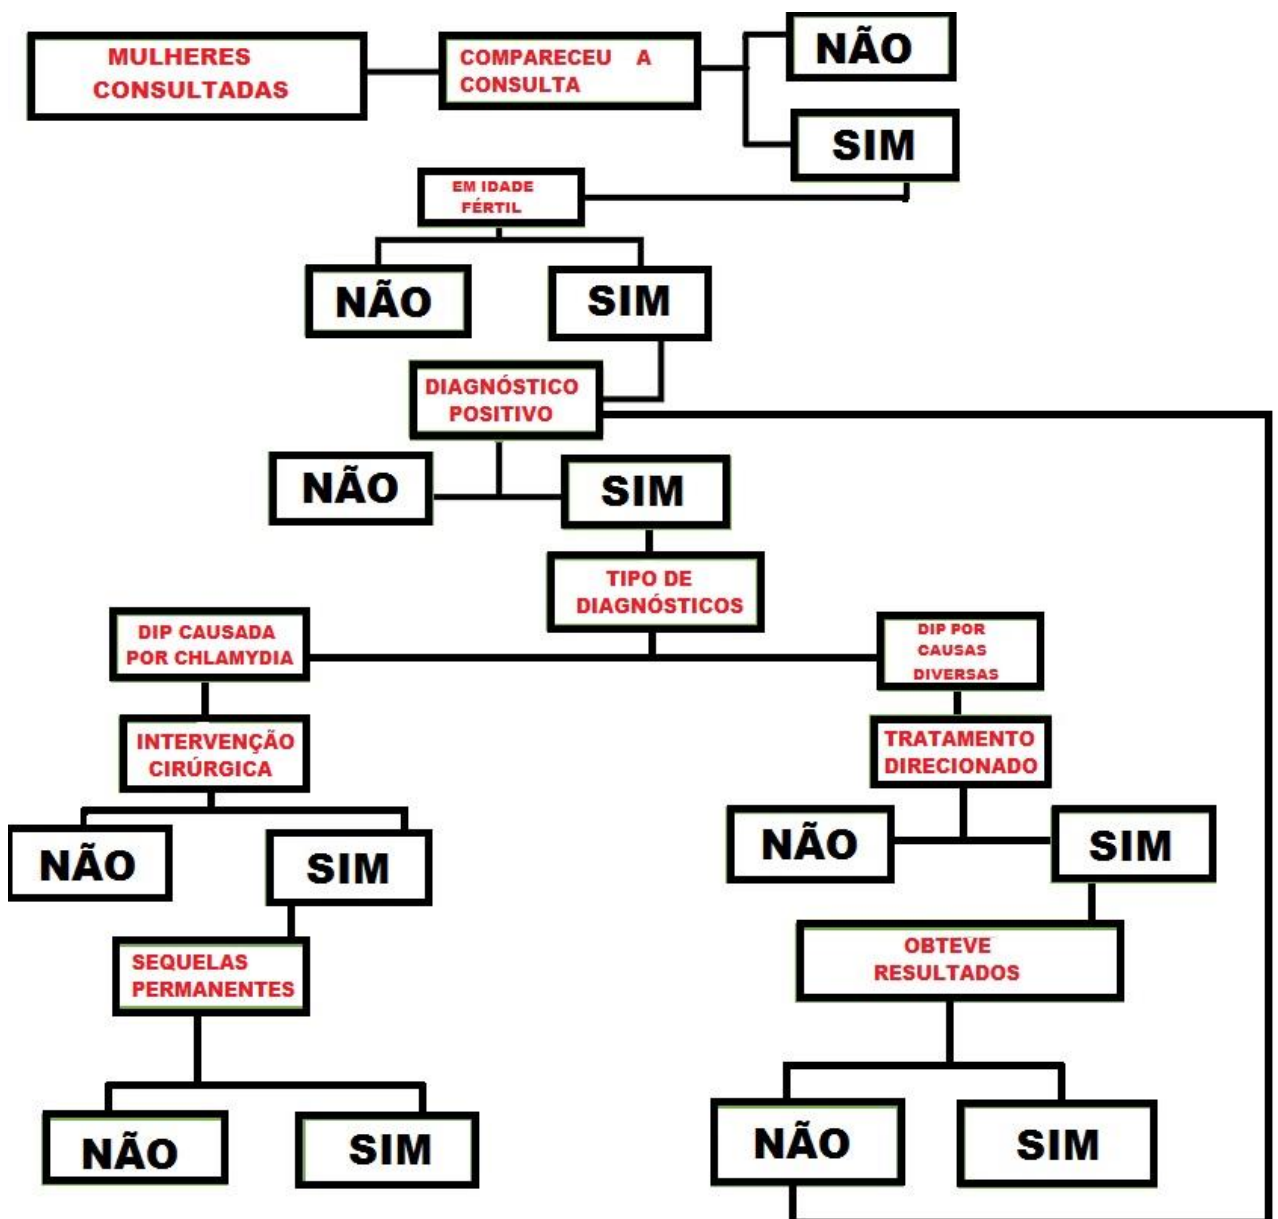 MULHERES
CONSULTADAS
COMPARECEU A
CONSULTA
NÃO
SIM
EM IDADE
FÉRTIL
NÃO
SIM
DIAGNÓSTICO
POSITIVO
NÃO
SIM
TIPO DE
DIAGNÓSTICOS
DIP CAUSADA
POR CHLAMYDIA
DIP POR
CAUSAS
DIVERSAS
INTERVENÇÃO
CIRÚRGICA
TRATAMENTO
DIRECIONADO
NÃO
SIM
NÃO
SIM
SEQUELAS
PERMANENTES
OBTEVE
RESULTADOS
NÃO
SIM
NÃO
SIM